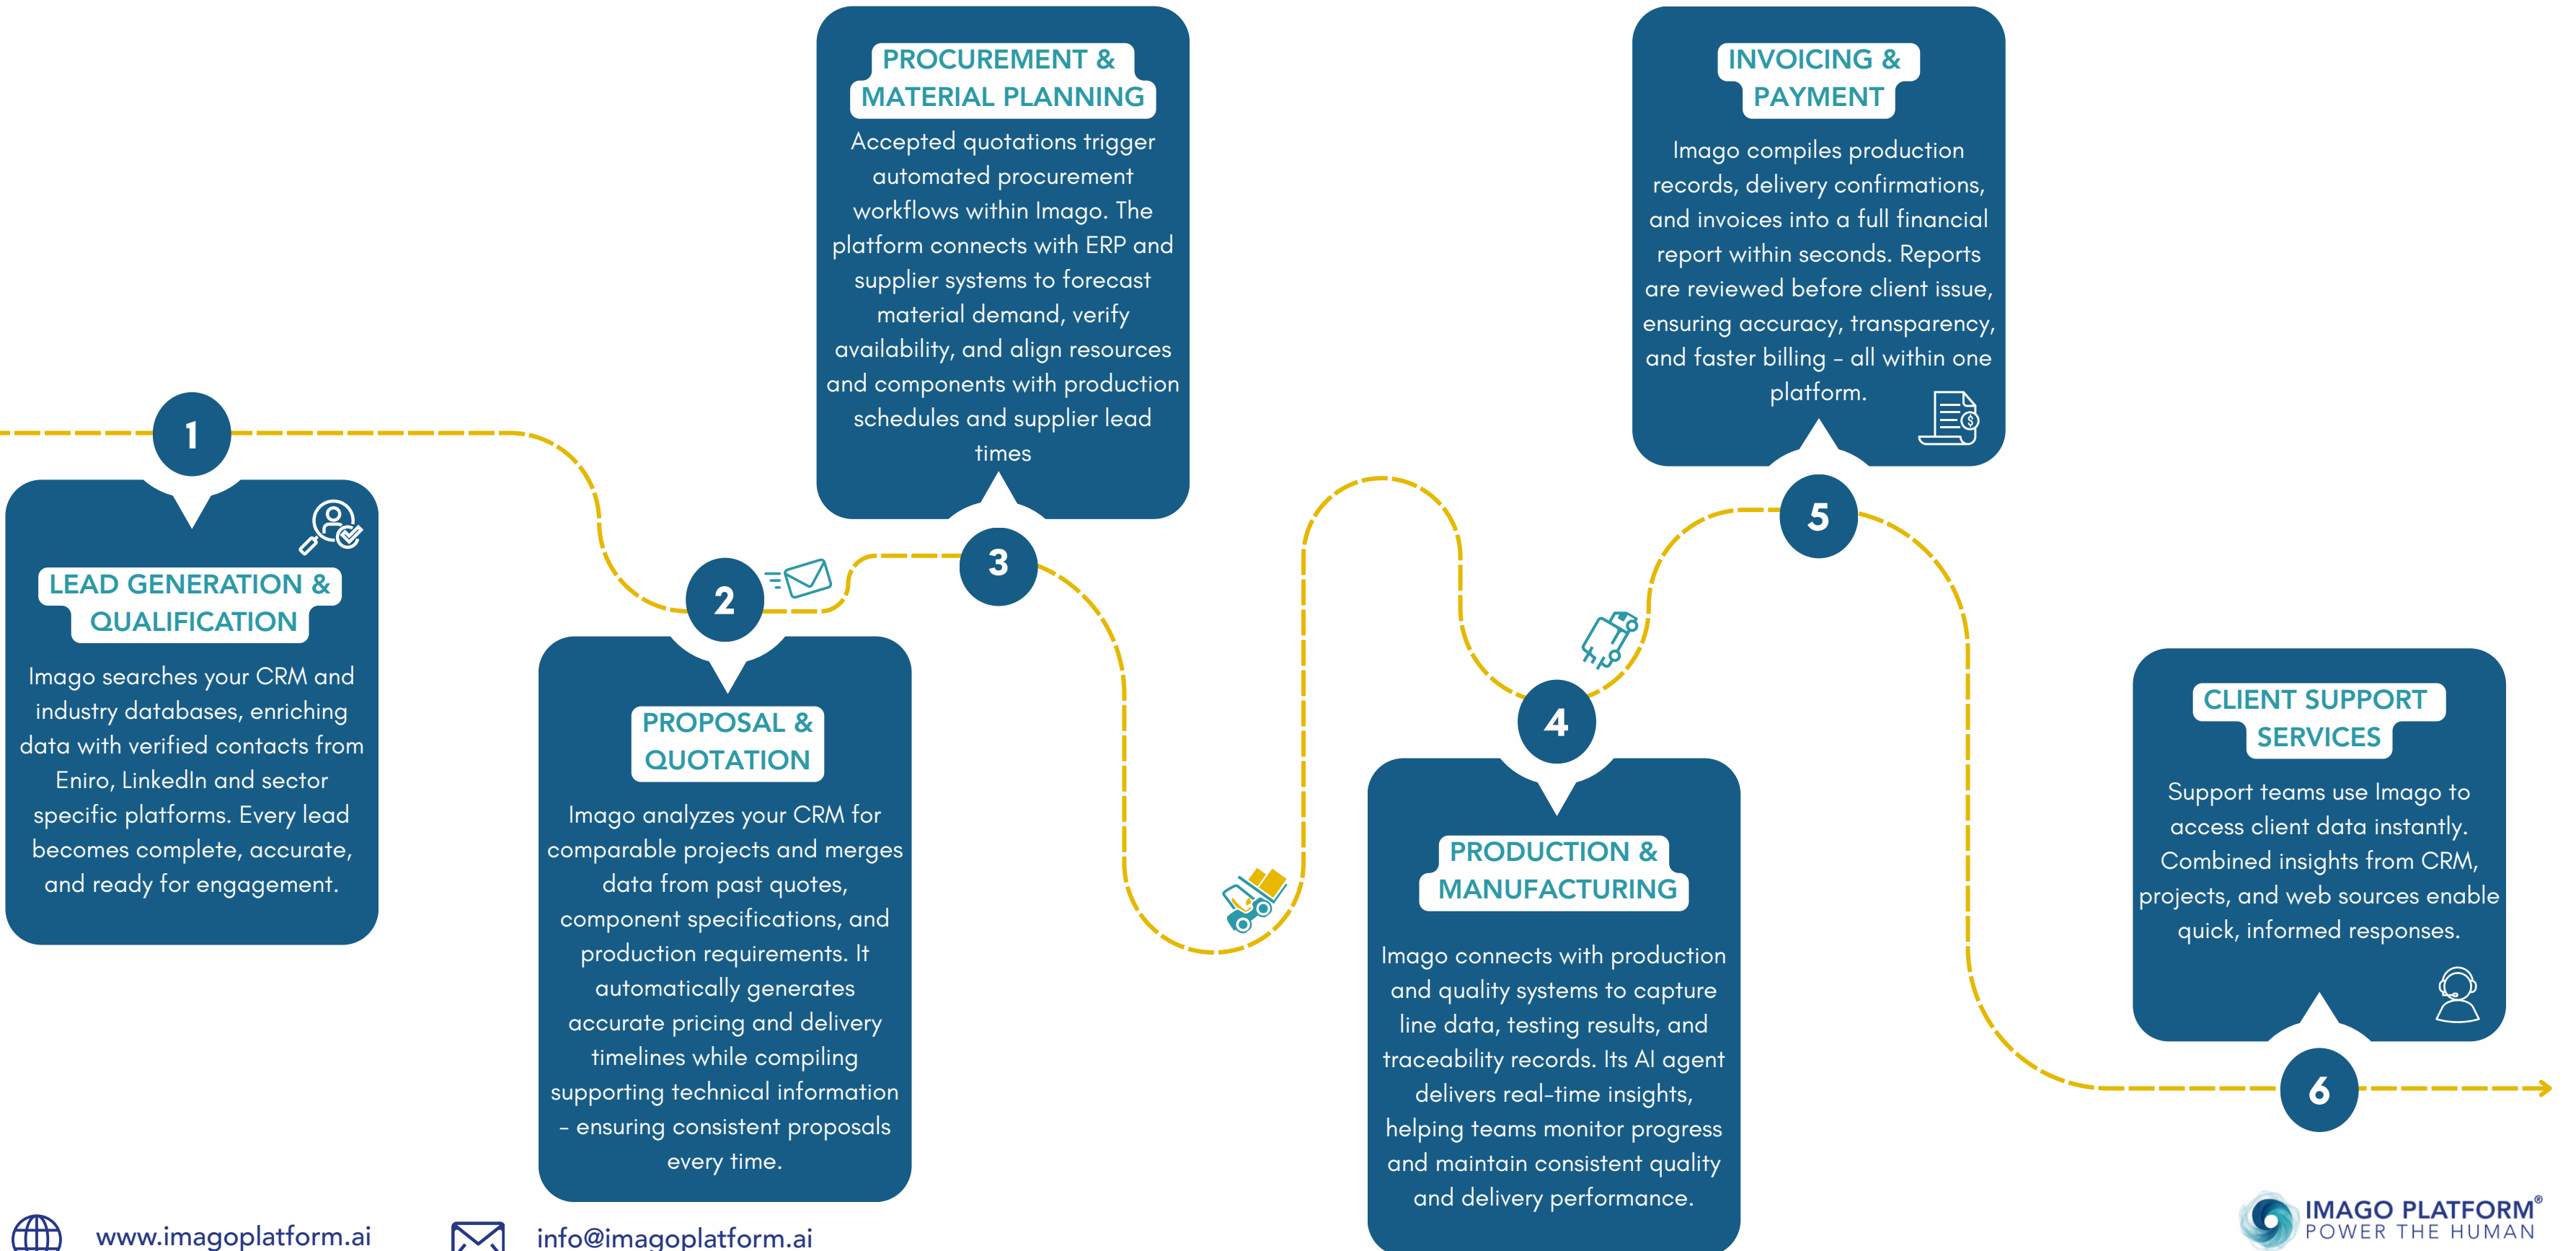 1
LEAD GENERATION &
QUALIFICATION
Imago searches your CRM and
industry databases, enriching
data with verified contacts from
Eniro, LinkedIn and sector
specific platforms. Every lead
becomes complete, accurate,
and ready for engagement.
2
PROPOSAL &
QUOTATION
Imago analyzes your CRM for
comparable projects and merges
data from past quotes,
component specifications, and
production requirements. It
automatically generates
accurate pricing and delivery
timelines while compiling
supporting technical information
- ensuring consistent proposals
every time.
PROCUREMENT &
MATERIAL PLANNING
Accepted quotations trigger
automated procurement
workflows within Imago. The
platform connects with ERP and
supplier systems to forecast
material demand, verify
availability, and align resources
and components with production
schedules and supplier lead
times
3
4
PRODUCTION &
MANUFACTURING
Imago connects with production
and quality systems to capture
line data, testing results, and
traceability records. Its AI agent
delivers real-time insights,
helping teams monitor progress
and maintain consistent quality
and delivery performance.
INVOICING &
PAYMENT
Imago compiles production
records, delivery confirmations,
and invoices into a full financial
report within seconds. Reports
are reviewed before client issue,
ensuring accuracy, transparency,
and faster billing - all within one
platform.
$
5
CLIENT SUPPORT
SERVICES
Support teams use Imago to
access client data instantly.
Combined insights from CRM,
projects, and web sources enable
quick, informed responses.
6
www.imagoplatform.ai
info@imagoplatform.ai
IMAGO PLATFORM®
POWER THE HUMAN